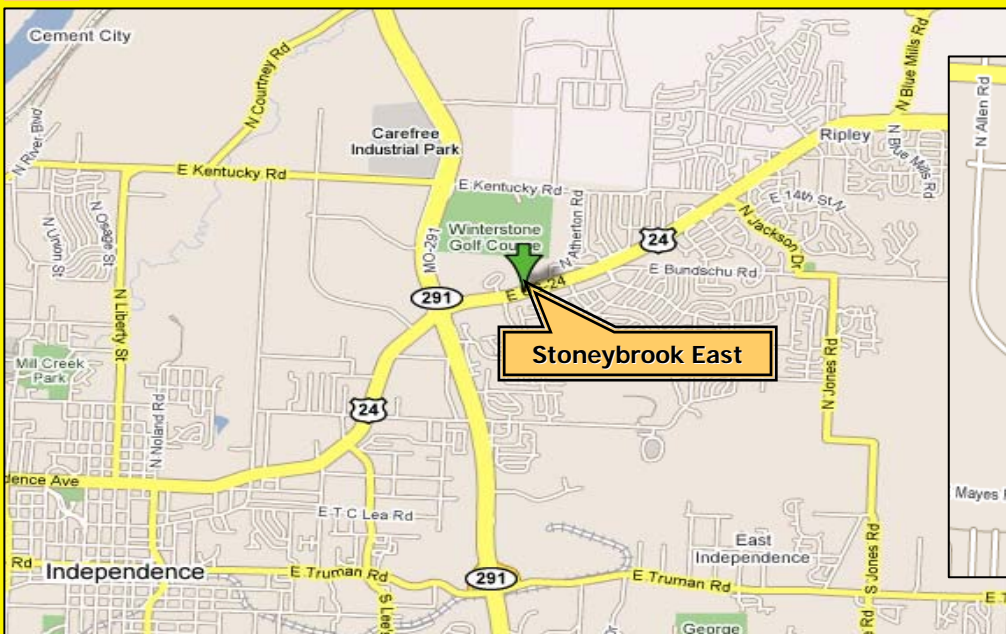 Cement City
N Courtney Rd
N Blue Mills Rd
N Allen Rd
N River Blvd
Carefree
Industrial Park
Ripley
N Blue Mills Rd
E Kentucky Rd
E Kentucky Rd
E 14th St N
N Osage St
N Union St
MO-291
Winterstone
Golf Course
N Atherton Rd
24
N Jackson Dr
E Bundschu Rd
291
N Liberty St
Stoneybrook East
Mill Creek
Park
24
N Noland Rd
N Jones Rd
dence Ave
Mayes
E T C Lea Rd
East
Independence
Rd
Independence
E Truman Rd
291
E Truman Rd
S Jones Rd
S Lee's
George